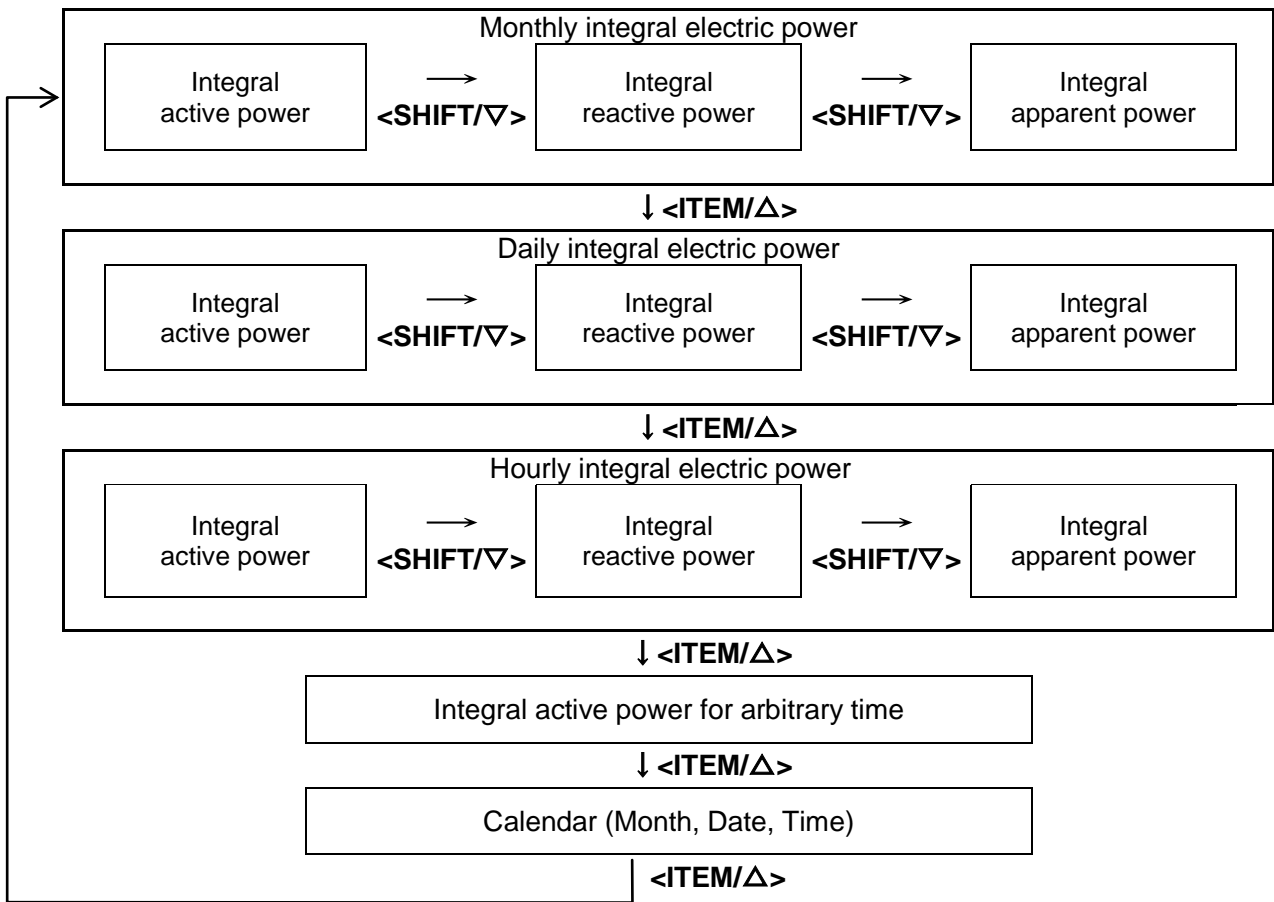 Monthly integral electric power
Integral
active power
→
<SHIFT/▽>
Integral
reactive power
→
<SHIFT/▽>
Integral
apparent power
↓ <ITEM/△>
Daily integral electric power
Integral
active power
→
<SHIFT/▽>
Integral
reactive power
→
<SHIFT/▽>
Integral
apparent power
↓ <ITEM/△>
Hourly integral electric power
Integral
active power
→
<SHIFT/▽>
Integral
reactive power
→
<SHIFT/▽>
Integral
apparent power
↓ <ITEM/△>
Integral active power for arbitrary time
↓ <ITEM/△>
Calendar (Month, Date, Time)
<ITEM/△>